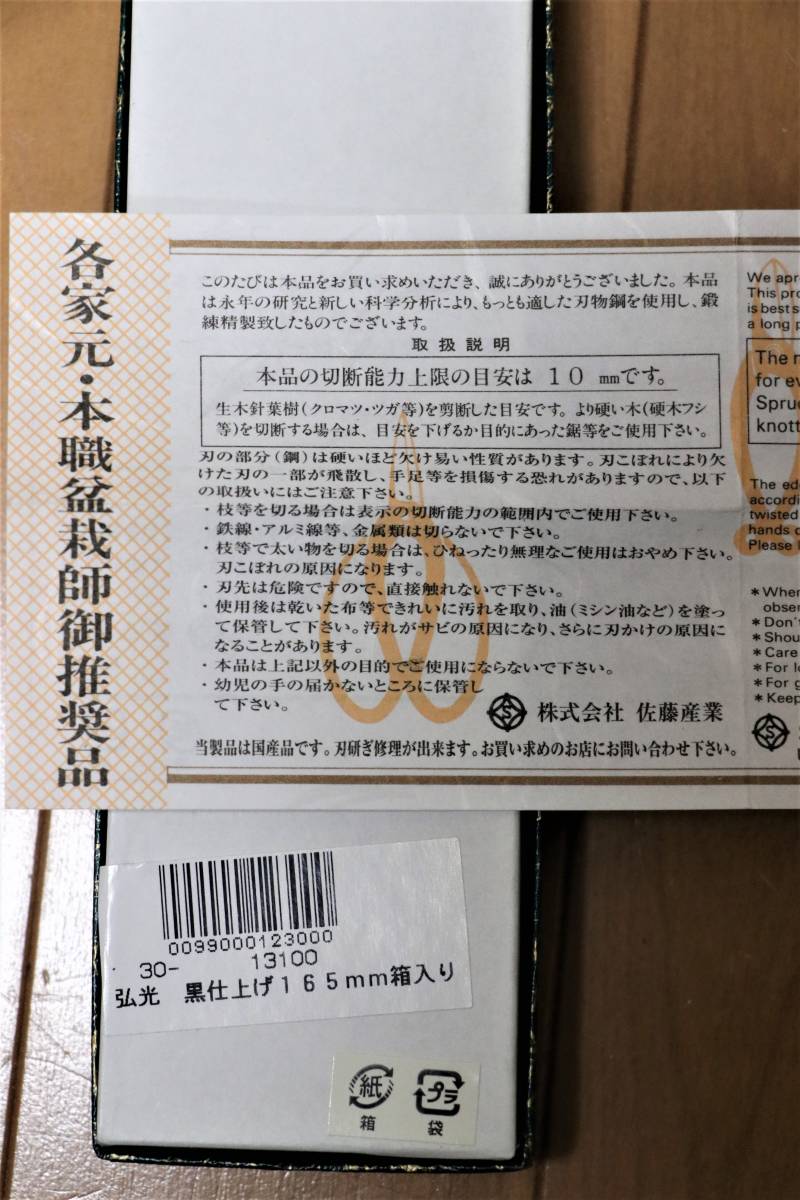 各家元・本職盆栽師御推奨品
このたびは本品をお買い求めいただき、誠にありがとうございました。本品
は永年の研究と新しい科学分析により、もっとも適した刃物鋼を使用し、鍛
練精製致したものでございます。
取扱説明
本品の切断能力上限の目安は 10 ㎜です。
生木針葉樹(クロマツ・ツガ等)を剪断した目安です。より硬い木(硬木フシ
等)を切断する場合は、目安を下げるか目的にあった鋸等をご使用下さい。
刃の部分(鋼)は硬いほど欠け易い性質があります。刃こぼれにより欠
けた刃の一部が飛散し、手足等を損傷する恐れがありますので、以下
の取扱いにはご注意下さい。
・枝等を切る場合は表示の切断能力の範囲内でご使用下さい。
・鉄線・アルミ線等、金属類は切らないで下さい。
・枝等で太い物を切る場合は、ひねったり無理なご使用はおやめ下さい。
刃こぼれの原因になります。
・刃先は危険ですので、直接触れないで下さい。
・使用後は乾いた布等できれいに汚れを取り、油(ミシン油など)を塗っ
て保管して下さい。汚れがサビの原因になり、さらに刃かけの原因に
なることがあります。
・本品は上記以外の目的でご使用にならないで下さい。
・幼児の手の届かないところに保管し
て下さい。
株式会社 佐藤産業
当製品は国産品です。刃研ぎ修理が出来ます。お買い求めのお店にお問い合わせ下さい。
We apr
This pro
is best s
a long p
The m
for ev
Spruc
knott
The ed
accordi
twisted
hands o
Please l
*When
obser
*Don't
*Shou
*Care
*For lo
*For g
*Keep
0099000123000
30- 13100
弘光 黒仕上げ165mm箱入り
紙
箱
プラ
袋